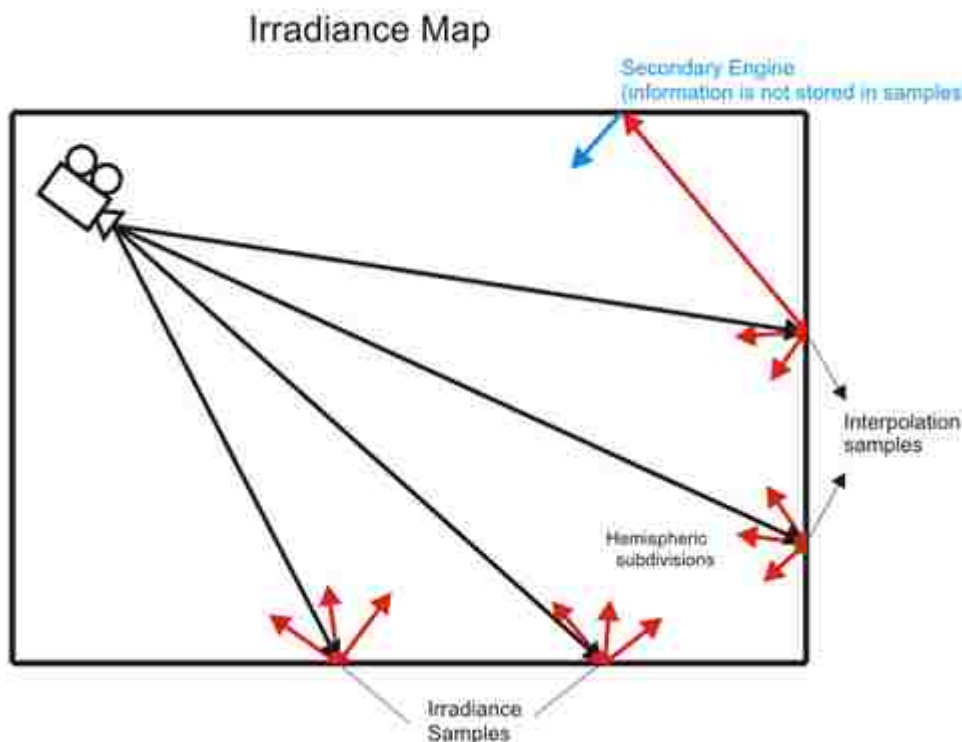 Irradiance Map
Secondary Engine
(information is not stored in samples
Interpolation
samples
Hemispheric
subdivisions
Irradiance
Samples